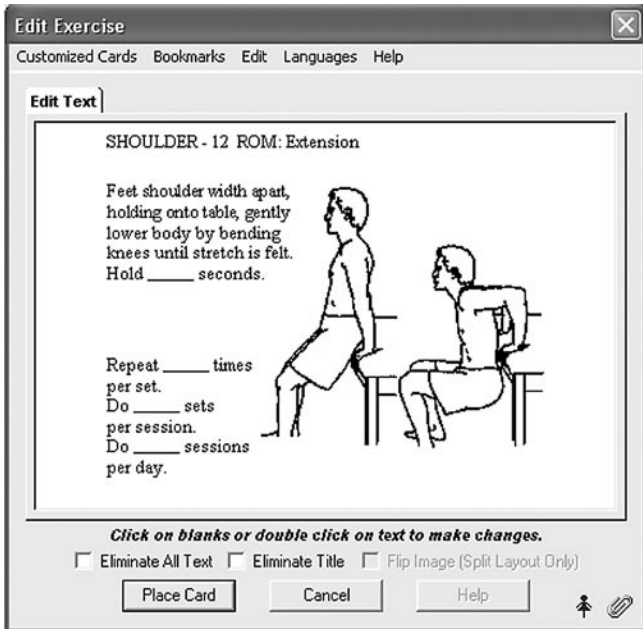 Edit Exercise
Customized Cards Bookmarks Edit Languages Help
Edit Text
SHOULDER - 12 ROM: Extension
Feet shoulder width apart,
holding onto table, gently
lower body by bending
knees until stretch is felt.
Hold _____ seconds.
Repeat _____ times
per set.
Do _____ sets
per session.
Do _____ sessions
per day.
Click on blanks or double click on text to make changes.
Eliminate All Text Eliminate Title Flip Image (Split Layout Only)
Place Card Cancel Help